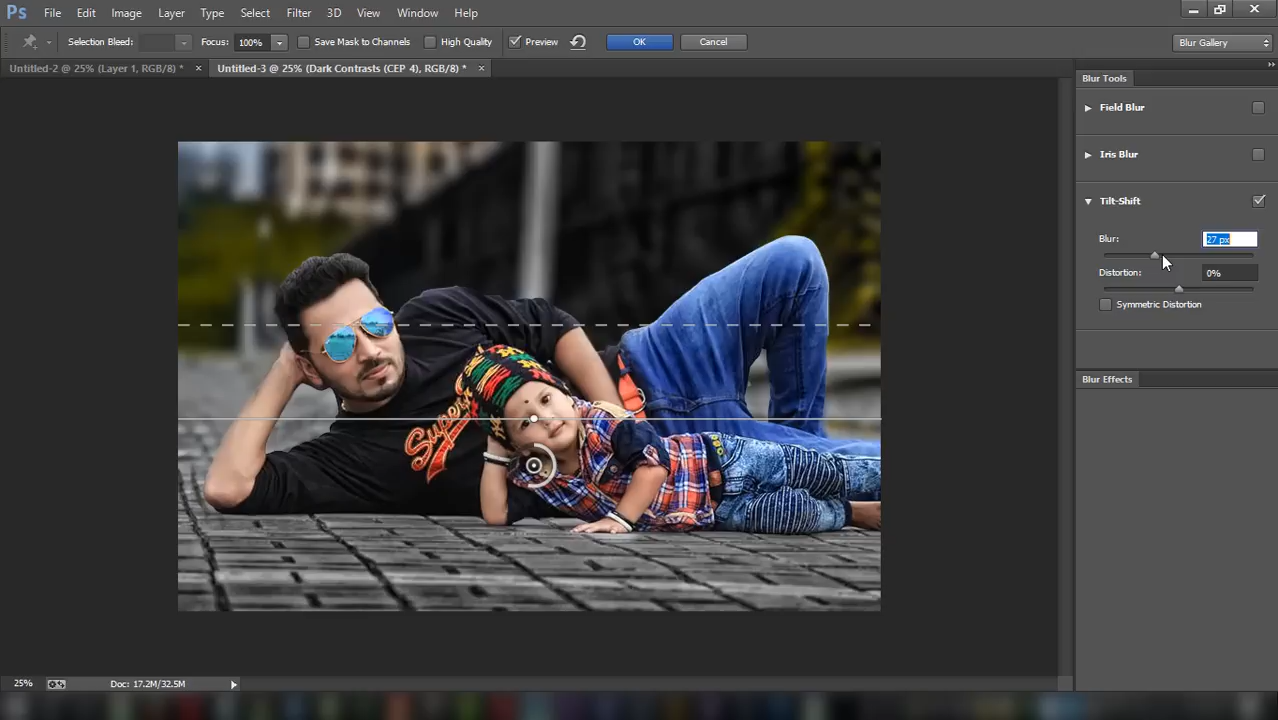 Ps File Edit Image Layer Type Select Filter 3D View Window Help
Selection Bleed: Focus: 100% Save Mask to Channels High Quality Preview OK Cancel Blur Gallery
Untitled-2 @ 25% (Layer 1, RGB/8) * × Untitled-3 @ 25% (Dark Contrasts (CEP 4), RGB/8) * ×
Blur Tools
Field Blur
Iris Blur
Tilt-Shift
Blur: 27 px
Distortion: 0%
Symmetric Distortion
Blur Effects
Super
25% Doc: 17.2M/32.5M